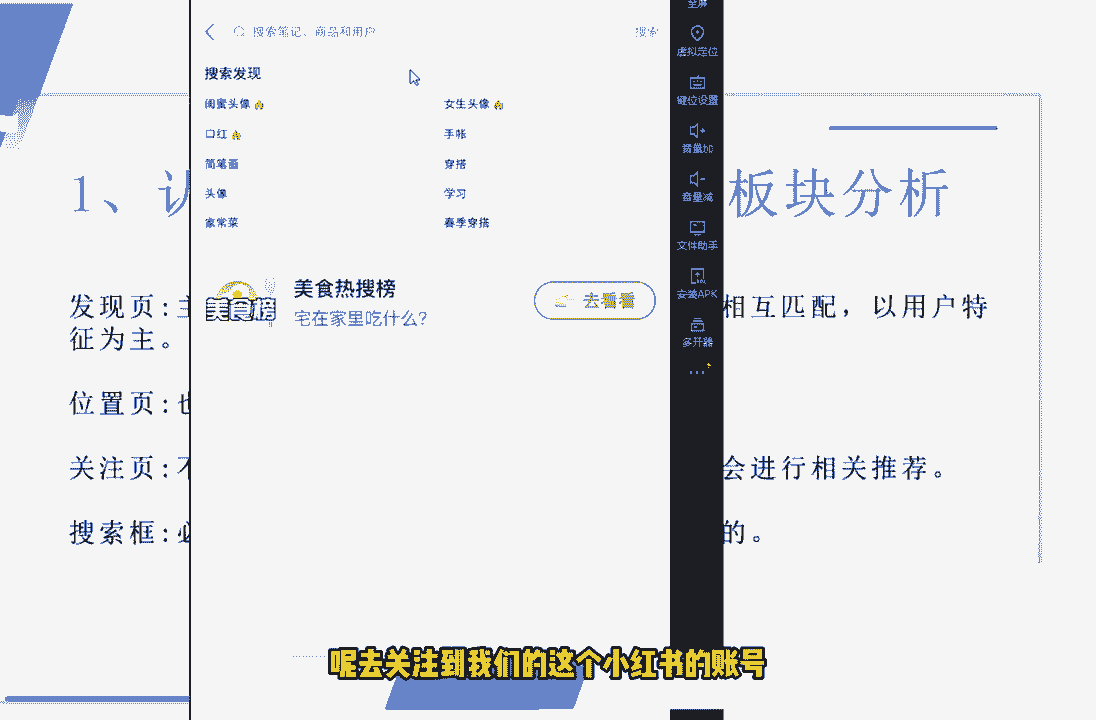 搜索笔记、商品和用户
搜索
搜索发现
闺蜜头像
女生头像
口红
手帐
简笔画
穿搭
头像
学习
家常菜
春季穿搭
美食榜
美食热搜榜
宅在家里吃什么?
去看看
全屏
虚拟定位
键位设置
音量加
音量减
文件助手
安装APK
多开器
1、认
板块分析
发现页:主
相互匹配，以用户特
征为主。
位置页:也
关注页:不
会进行相关推荐。
搜索框:必
的。
呢去关注到我们的这个小红书的账号